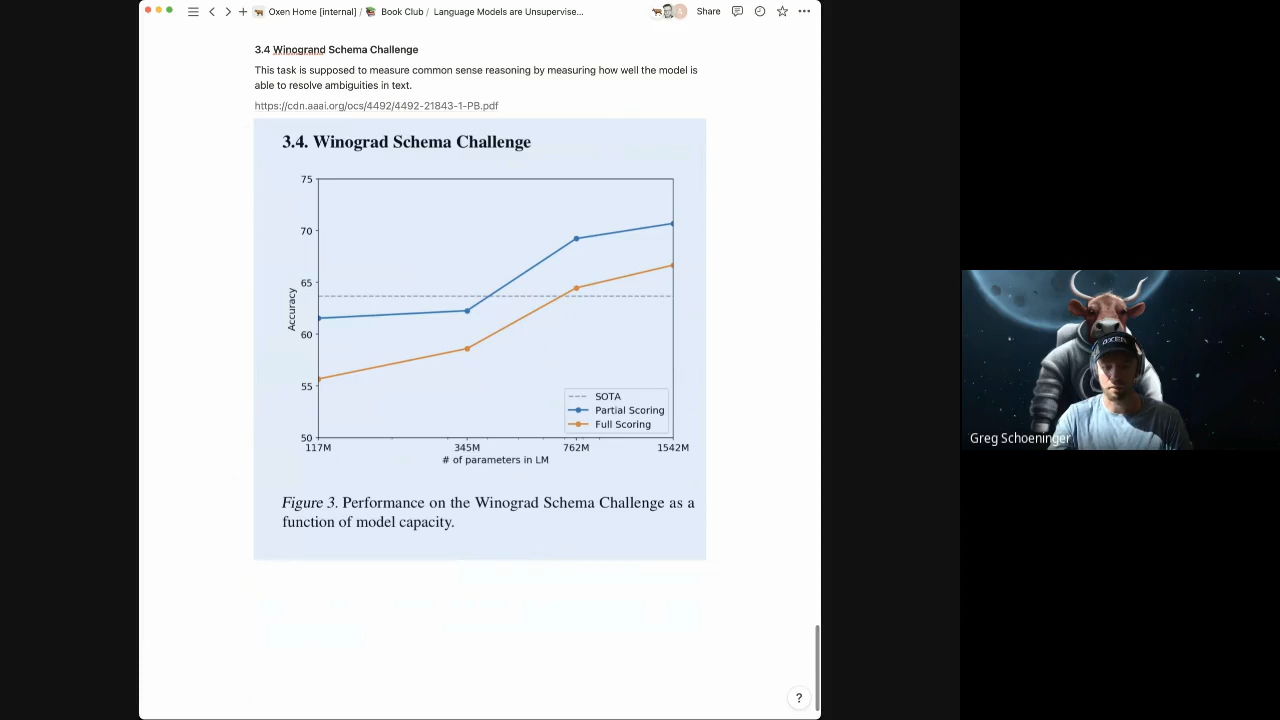 Oxen Home [internal] / Book Club / Language Models are Unsupervise... Share
3.4 Winogrand Schema Challenge
This task is supposed to measure common sense reasoning by measuring how well the model is
able to resolve ambiguities in text.
https://cdn.aaai.org/ocs/4492/4492-21843-1-PB.pdf
3.4. Winograd Schema Challenge
75
70
65
60
55
50
Accuracy
SOTA
Partial Scoring
Full Scoring
117M 345M 762M 1542M
# of parameters in LM
Figure 3. Performance on the Winograd Schema Challenge as a
function of model capacity.
?
OXEN
Greg Schoeninger